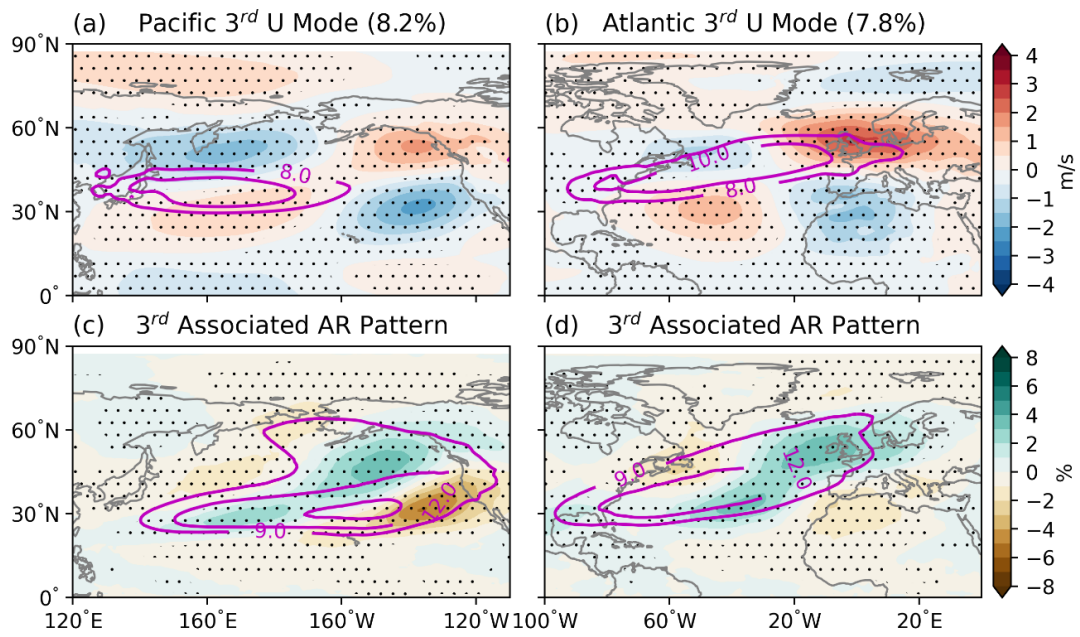 (a) Pacific 3rd U Mode (8.2%)
(b) Atlantic 3rd U Mode (7.8%)
90°N
60°N
30°N
0°
8.0
10.0
8.0
4
3
2
1
0
−1
−2
−3
−4
m/s
(c) 3rd Associated AR Pattern
(d) 3rd Associated AR Pattern
90°N
60°N
30°N
0°
9.0
12.0
9.0
12.0
8
6
4
2
0
−2
−4
−6
−8
%
120°E 160°E 160°W 120°W 100°W 60°W 20°W 20°E